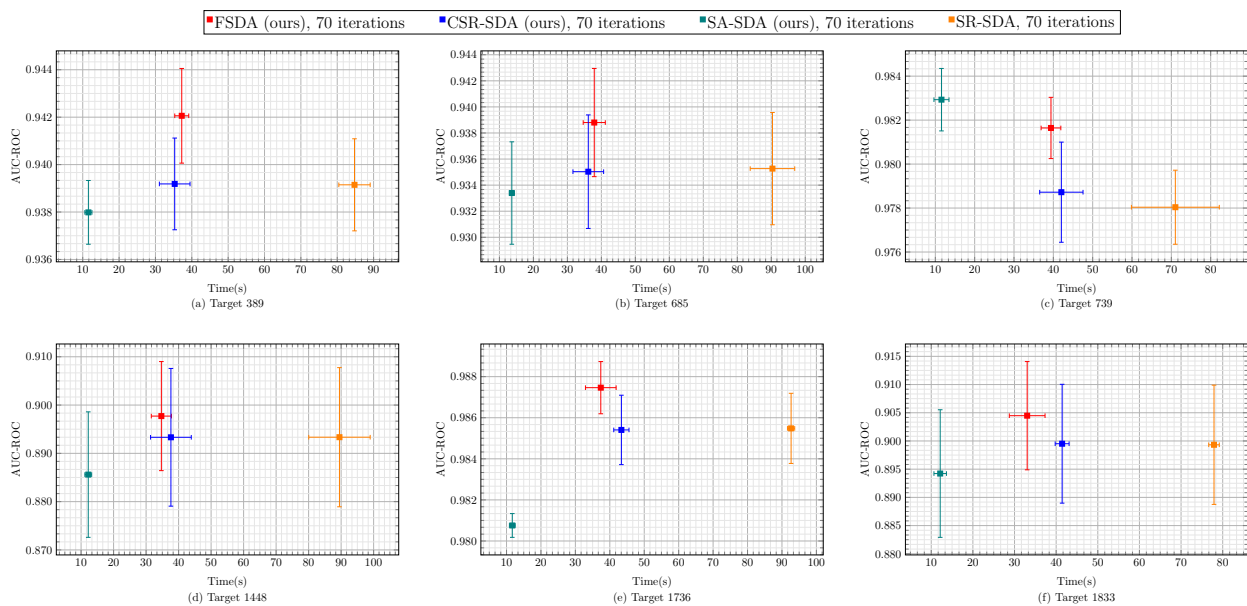 FSDA (ours), 70 iterations CSR-SDA (ours), 70 iterations SA-SDA (ours), 70 iterations SR-SDA, 70 iterations
AUC-ROC
0.944
0.942
0.940
0.938
0.936
10 20 30 40 50 60 70 80 90
Time(s)
(a) Target 389
AUC-ROC
0.944
0.942
0.940
0.936
0.934
0.930
10 20 30 40 50 60 70 80 90 100
Time(s)
(b) Target 685
AUC-ROC
0.984
0.982
0.980
0.978
0.976
10 20 30 40 50 60 70 80
Time(s)
(c) Target 739
AUC-ROC
0.910
0.900
0.890
0.880
0.870
10 20 30 40 50 60 70 80 90 100
Time(s)
(d) Target 1448
AUC-ROC
0.988
0.986
0.984
0.982
0.980
10 20 30 40 50 60 70 80 90 100
Time(s)
(e) Target 1736
AUC-ROC
0.915
0.910
0.905
0.900
0.895
0.890
0.885
0.880
10 20 30 40 50 60 70 80
Time(s)
(f) Target 1833